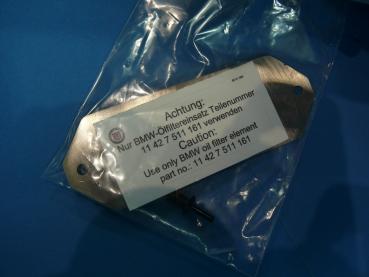 Achtung:
Nur BMW-Ölfiltereinsatz Teilenummer
11 42 7 511 161 verwenden
Caution:
Use only BMW oil filter element
part no.: 11 42 7 511 161